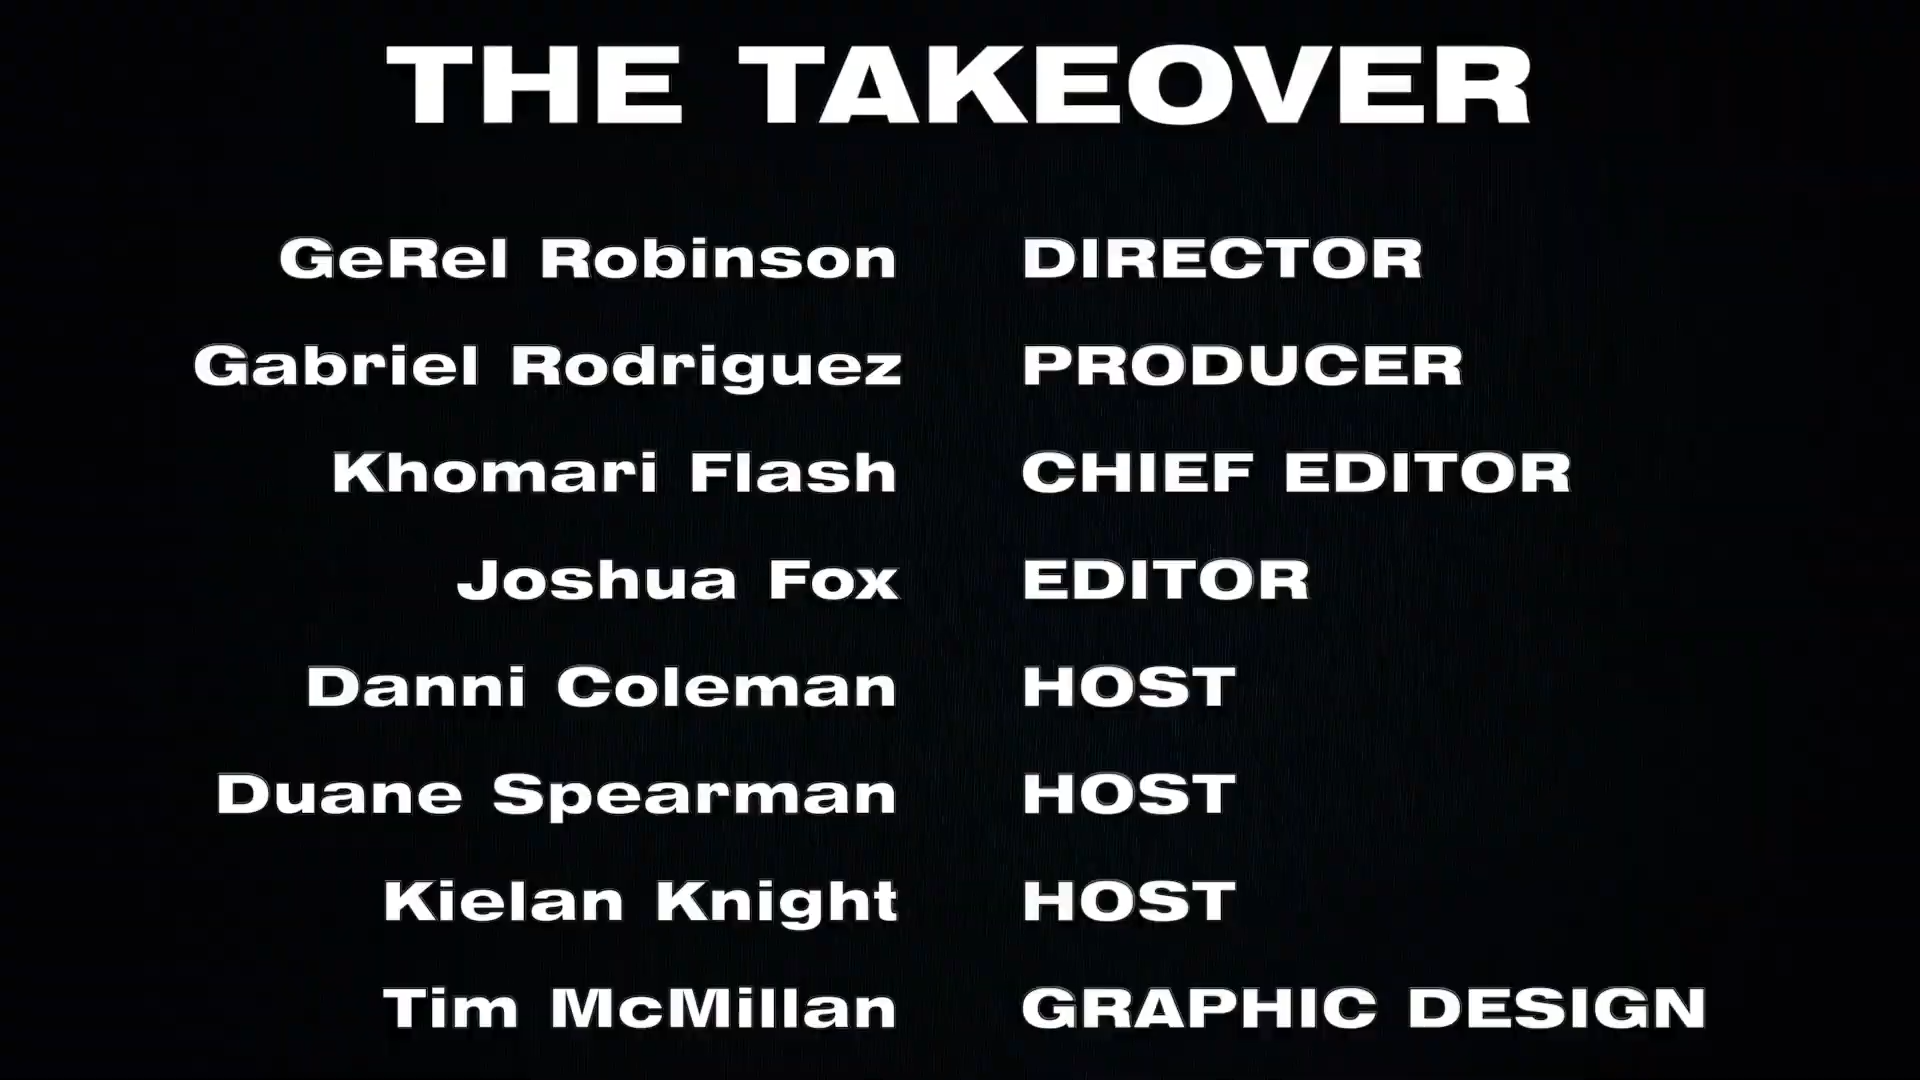 THE TAKEOVER
GeRel Robinson DIRECTOR
Gabriel Rodriguez PRODUCER
Khomari Flash CHIEF EDITOR
Joshua Fox EDITOR
Danni Coleman HOST
Duane Spearman HOST
Kielan Knight HOST
Tim McMillan GRAPHIC DESIGN